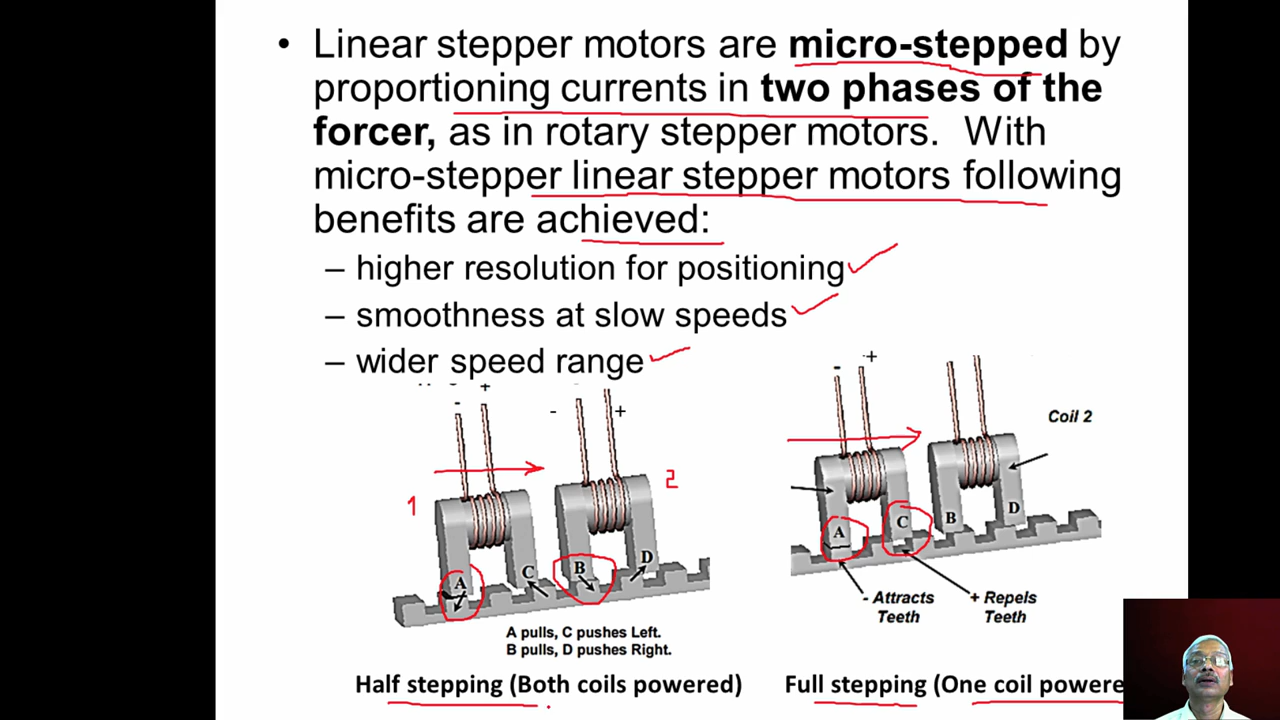 • Linear stepper motors are micro-stepped by
proportioning currents in two phases of the
forcer, as in rotary stepper motors. With
micro-stepper linear stepper motors following
benefits are achieved:
– higher resolution for positioning
– smoothness at slow speeds
– wider speed range
- +
- +
- +
Coil 2
1
2
A
C
B
D
A
C
B
D
- Attracts
Teeth
+ Repels
Teeth
A pulls, C pushes Left.
B pulls, D pushes Right.
Half stepping (Both coils powered)
Full stepping (One coil powere